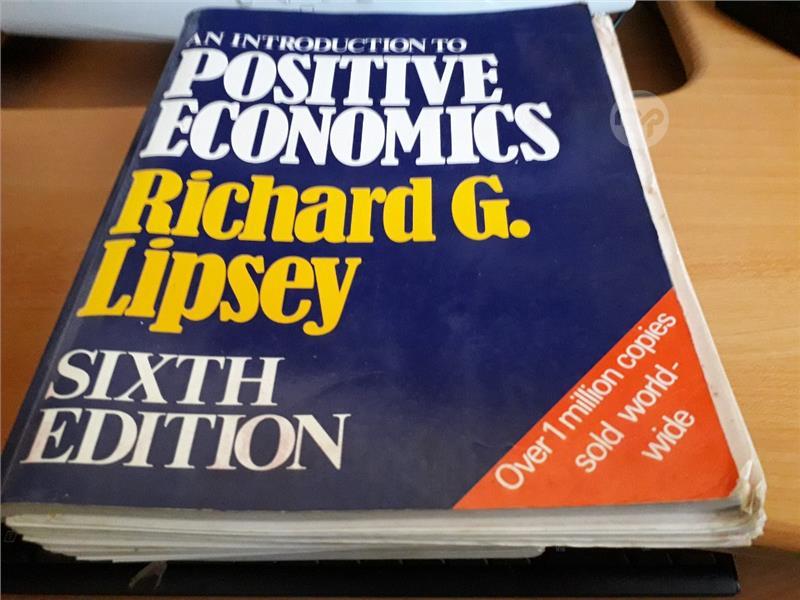 AN INTRODUCTION TO
POSITIVE
ECONOMICS
Richard G.
Lipsey
SIXTH
EDITION
Over 1 million copies
sold world-
wide